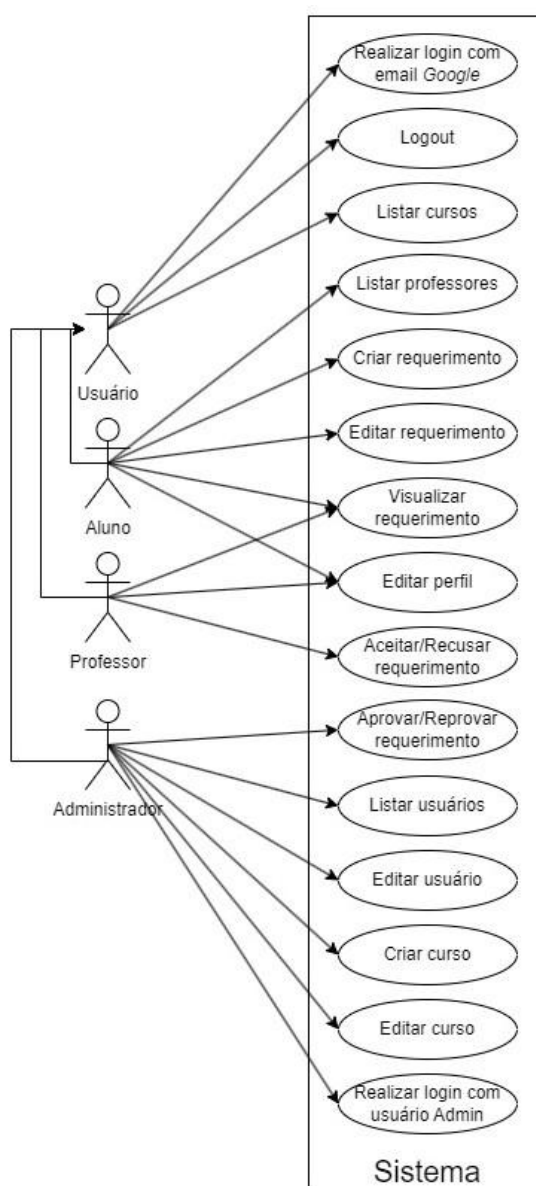 Realizar login com
email Google
Logout
Listar cursos
Listar professores
Usuário
Criar requerimento
Editar requerimento
Aluno
Visualizar
requerimento
Editar perfil
Professor
Aceitar/Recusar
requerimento
Aprovar/Reprovar
requerimento
Administrador
Listar usuários
Editar usuário
Criar curso
Editar curso
Realizar login com
usuário Admin
Sistema